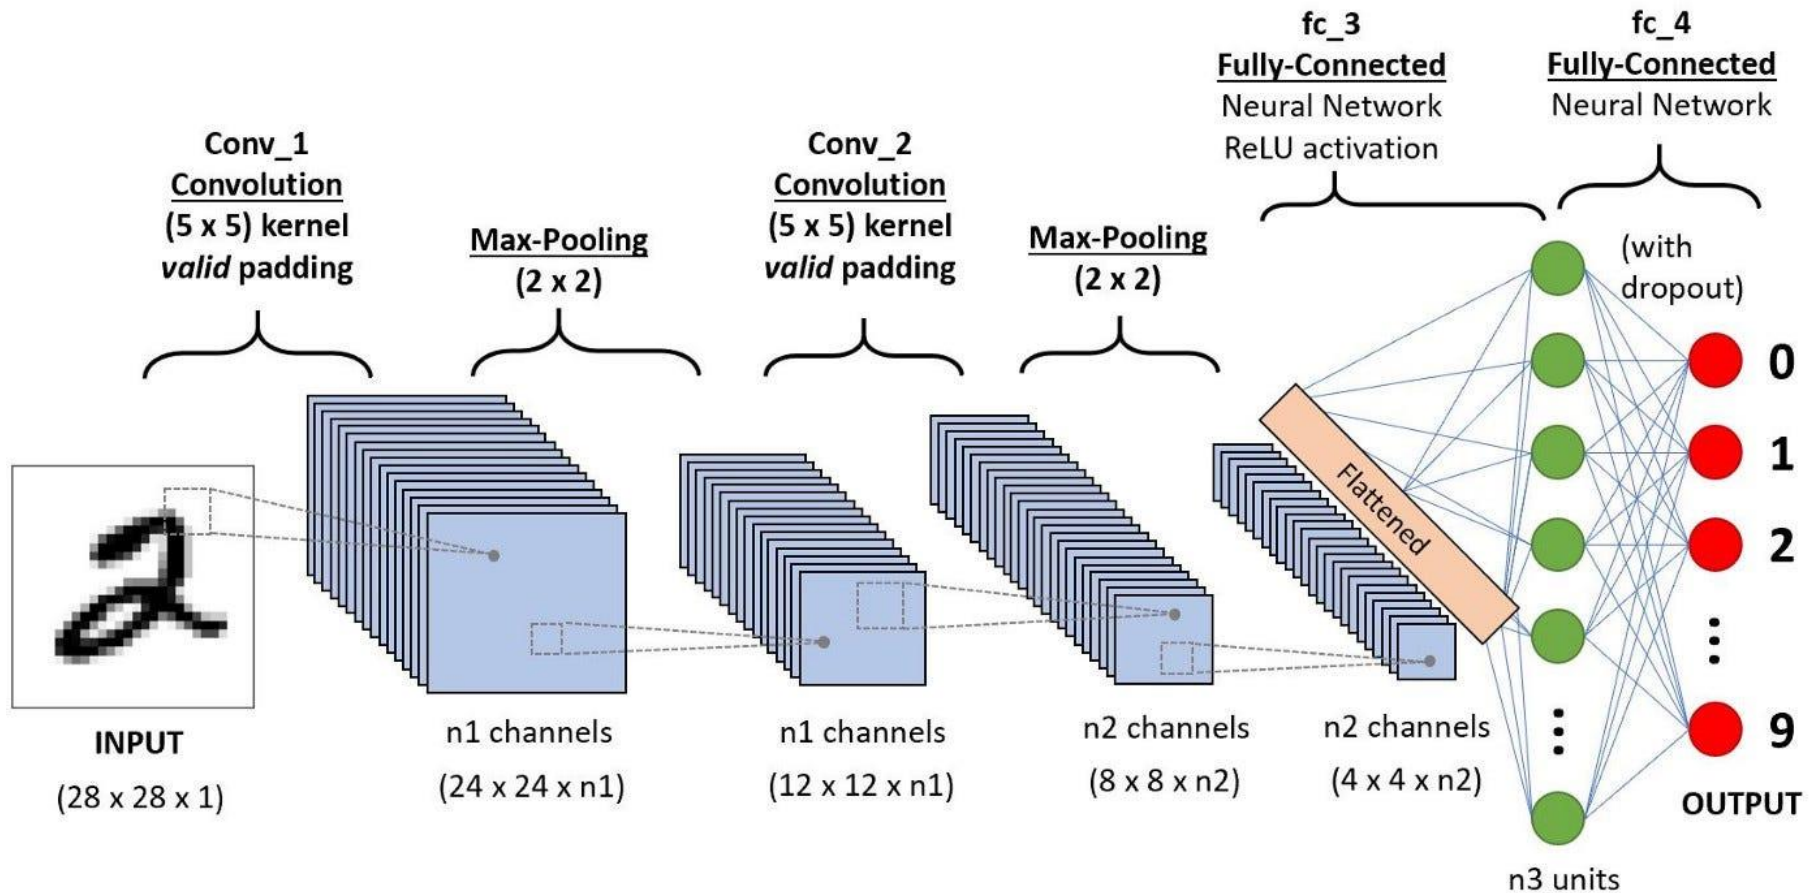 Conv_1
Convolution
(5 x 5) kernel
valid padding
Max-Pooling
(2 x 2)
Conv_2
Convolution
(5 x 5) kernel
valid padding
Max-Pooling
(2 x 2)
fc_3
Fully-Connected
Neural Network
ReLU activation
fc_4
Fully-Connected
Neural Network
(with
dropout)
Flattened
0
1
2
9
INPUT
(28 x 28 x 1)
n1 channels
(24 x 24 x n1)
n1 channels
(12 x 12 x n1)
n2 channels
(8 x 8 x n2)
n2 channels
(4 x 4 x n2)
n3 units
OUTPUT
2